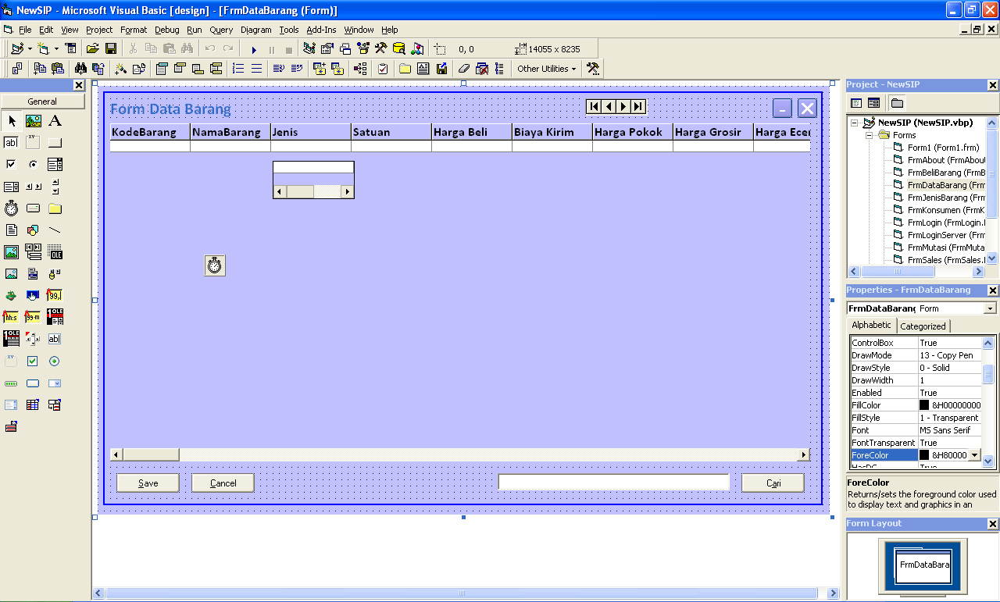 NewSIP - Microsoft Visual Basic [design] - [FrmDataBarang (Form)]
File Edit View Project Format Debug Run Query Diagram Tools Add-Ins Window Help
0, 0 14055 x 8235
Other Utilities
General
Form Data Barang
KodeBarang NamaBarang Jenis Satuan Harga Beli Biaya Kirim Harga Pokok Harga Grosir Harga Ecer
Save Cancel Cari
Project - NewSIP
NewSIP (NewSIP.vbp)
Forms
Form1 (Form1.frm)
FrmAbout (FrmAbou
FrmBeliBarang (FrmB
FrmDataBarang (Frm
FrmJenisBarang (Frm
FrmKonsumen (FrmK
FrmLogin (FrmLogin.
FrmLoginServer (Frm
FrmMutasi (FrmMuta
FrmSales (FrmSales.
Properties - FrmDataBarang
FrmDataBarang Form
Alphabetic Categorized
ControlBox True
DrawMode 13 - Copy Pen
DrawStyle 0 - Solid
DrawWidth 1
Enabled True
FillColor &H00000000
FillStyle 1 - Transparent
Font MS Sans Serif
FontTransparent True
ForeColor &H80000
HasDC True
ForeColor
Returns/sets the foreground color used
to display text and graphics in an
Form Layout
FrmDataBara